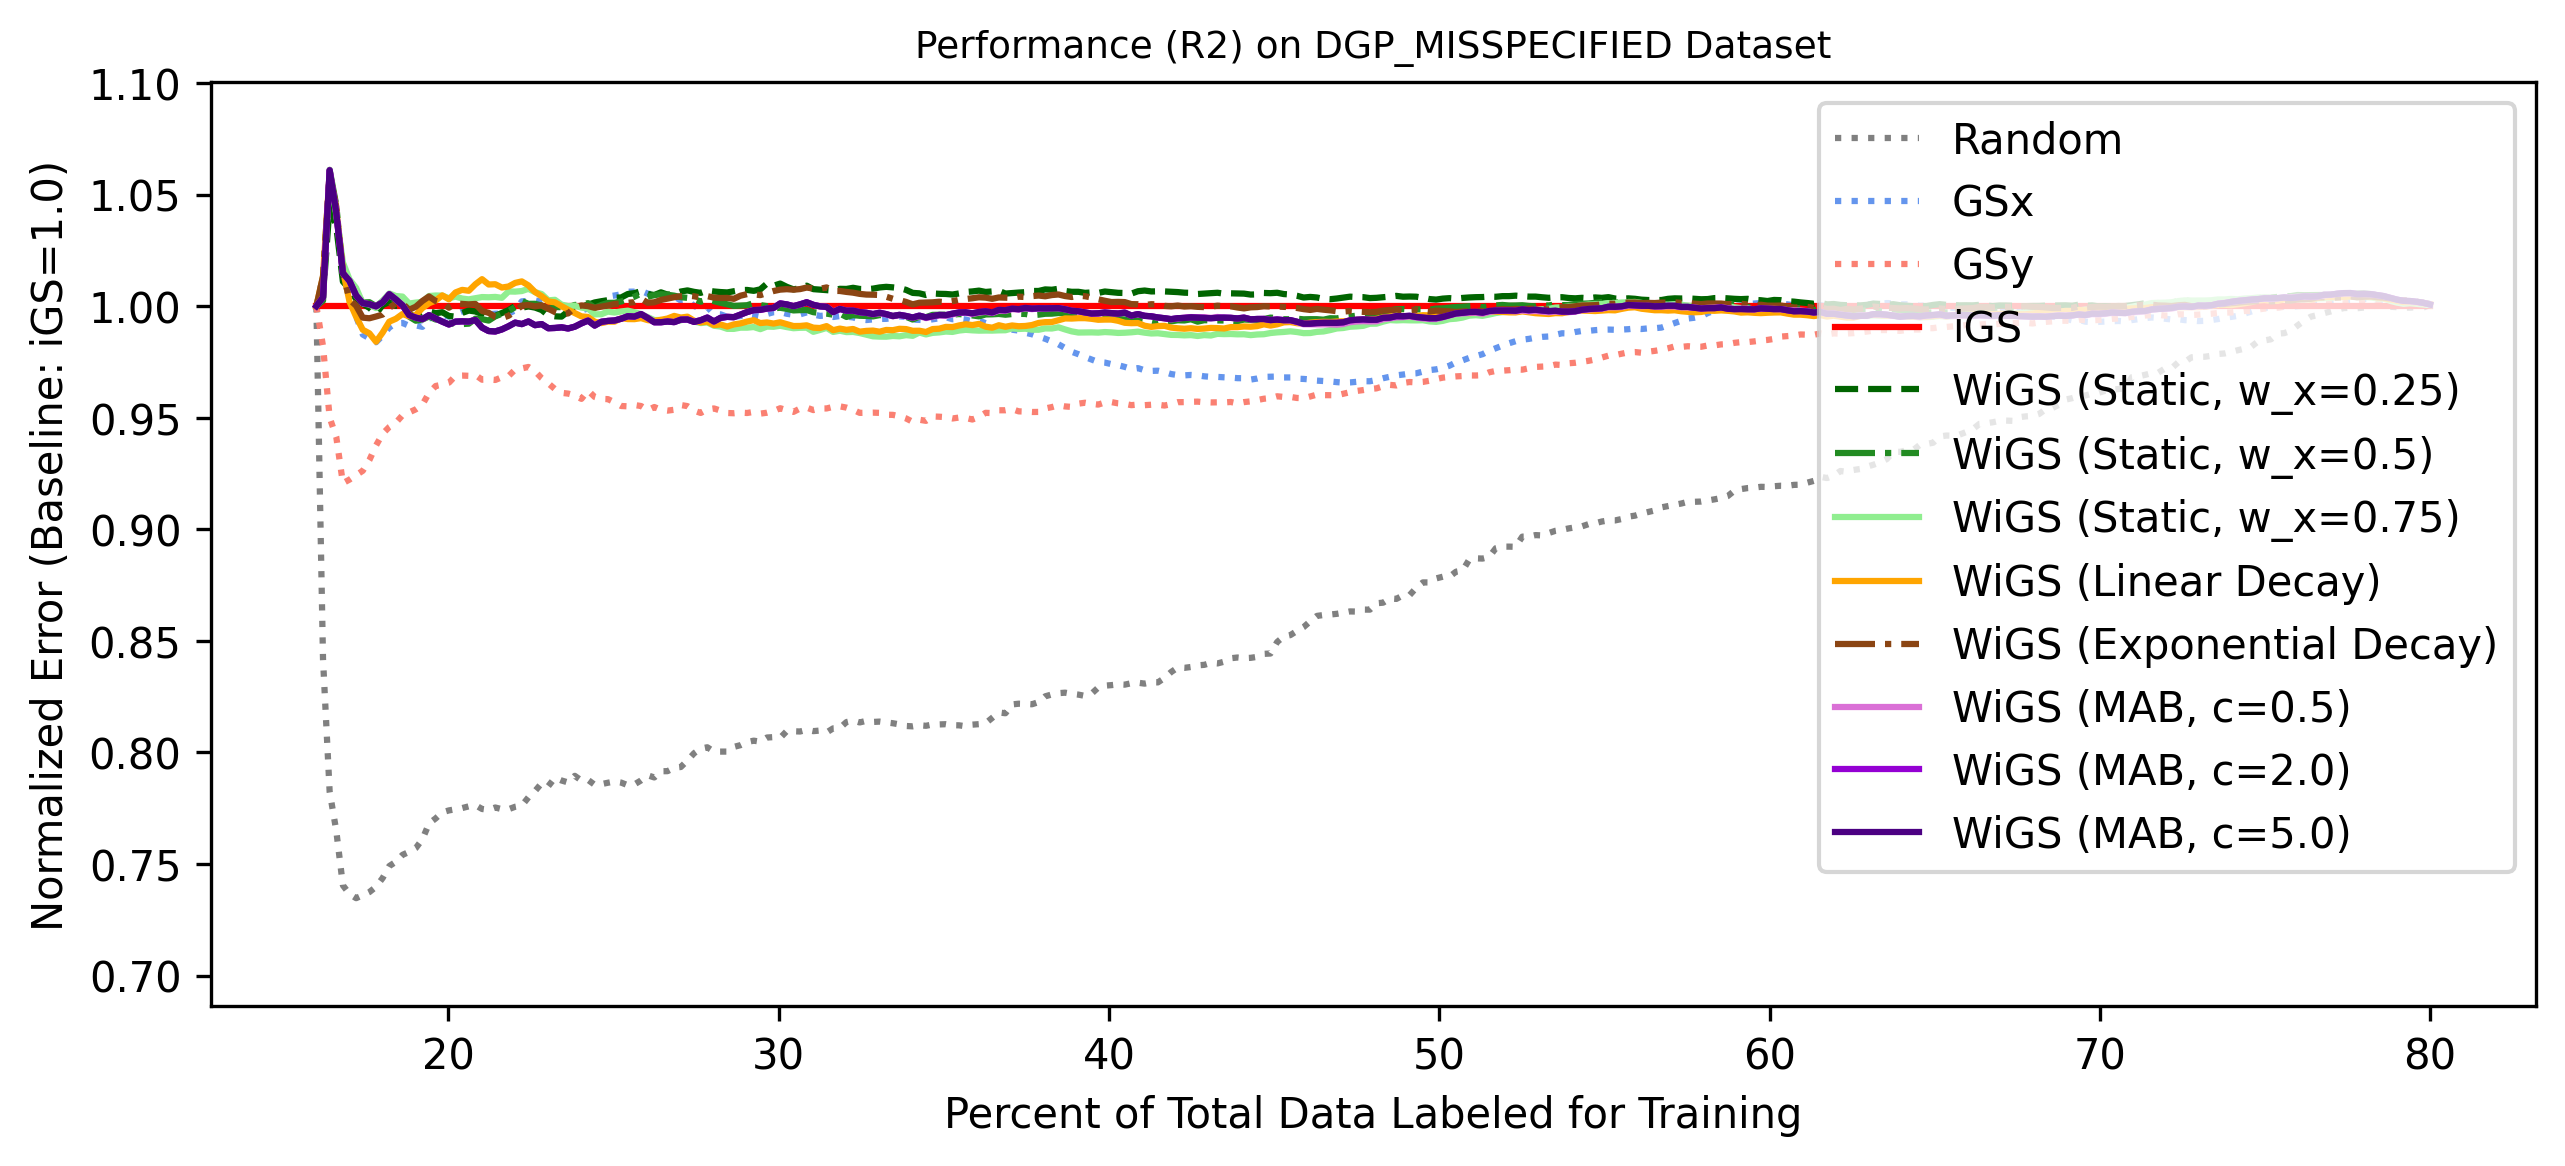 Performance (R2) on DGP_MISSPECIFIED Dataset
Normalized Error (Baseline: iGS=1.0)
1.10
1.05
1.00
0.95
0.90
0.85
0.80
0.75
0.70
Random
GSx
GSy
iGS
WiGS (Static, w_x=0.25)
WiGS (Static, w_x=0.5)
WiGS (Static, w_x=0.75)
WiGS (Linear Decay)
WiGS (Exponential Decay)
WiGS (MAB, c=0.5)
WiGS (MAB, c=2.0)
WiGS (MAB, c=5.0)
20 30 40 50 60 70 80
Percent of Total Data Labeled for Training